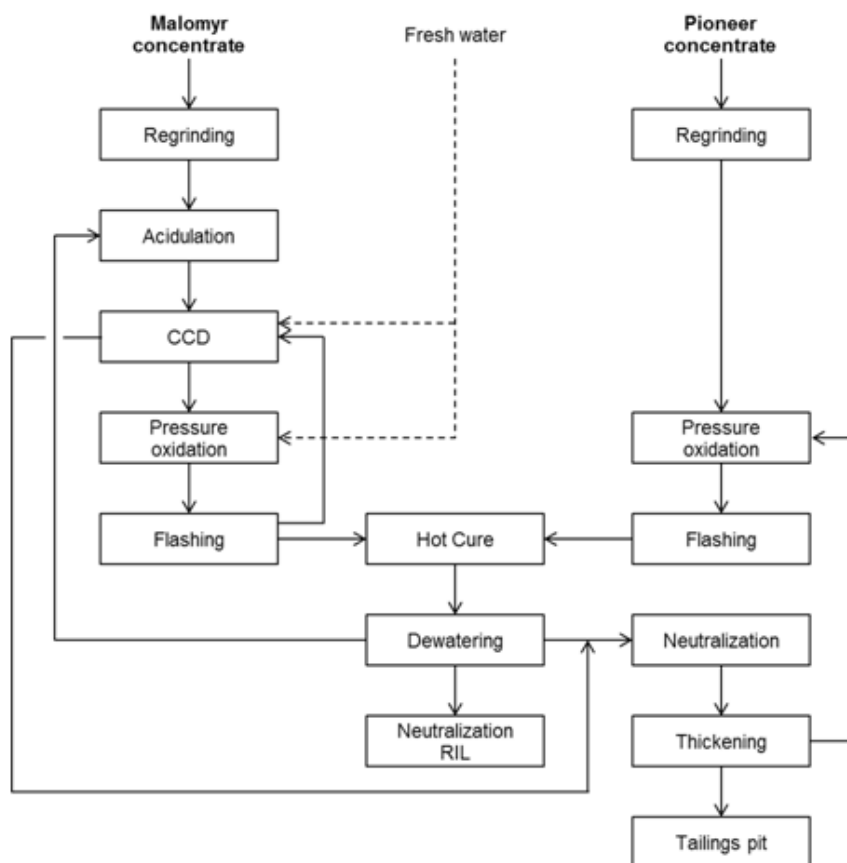 Malomyr
concentrate
Fresh water
Pioneer
concentrate
Regrinding
Regrinding
Acidulation
CCD
Pressure
oxidation
Pressure
oxidation
Flashing
Hot Cure
Flashing
Dewatering
Neutralization
Neutralization
RIL
Thickening
Tailings pit